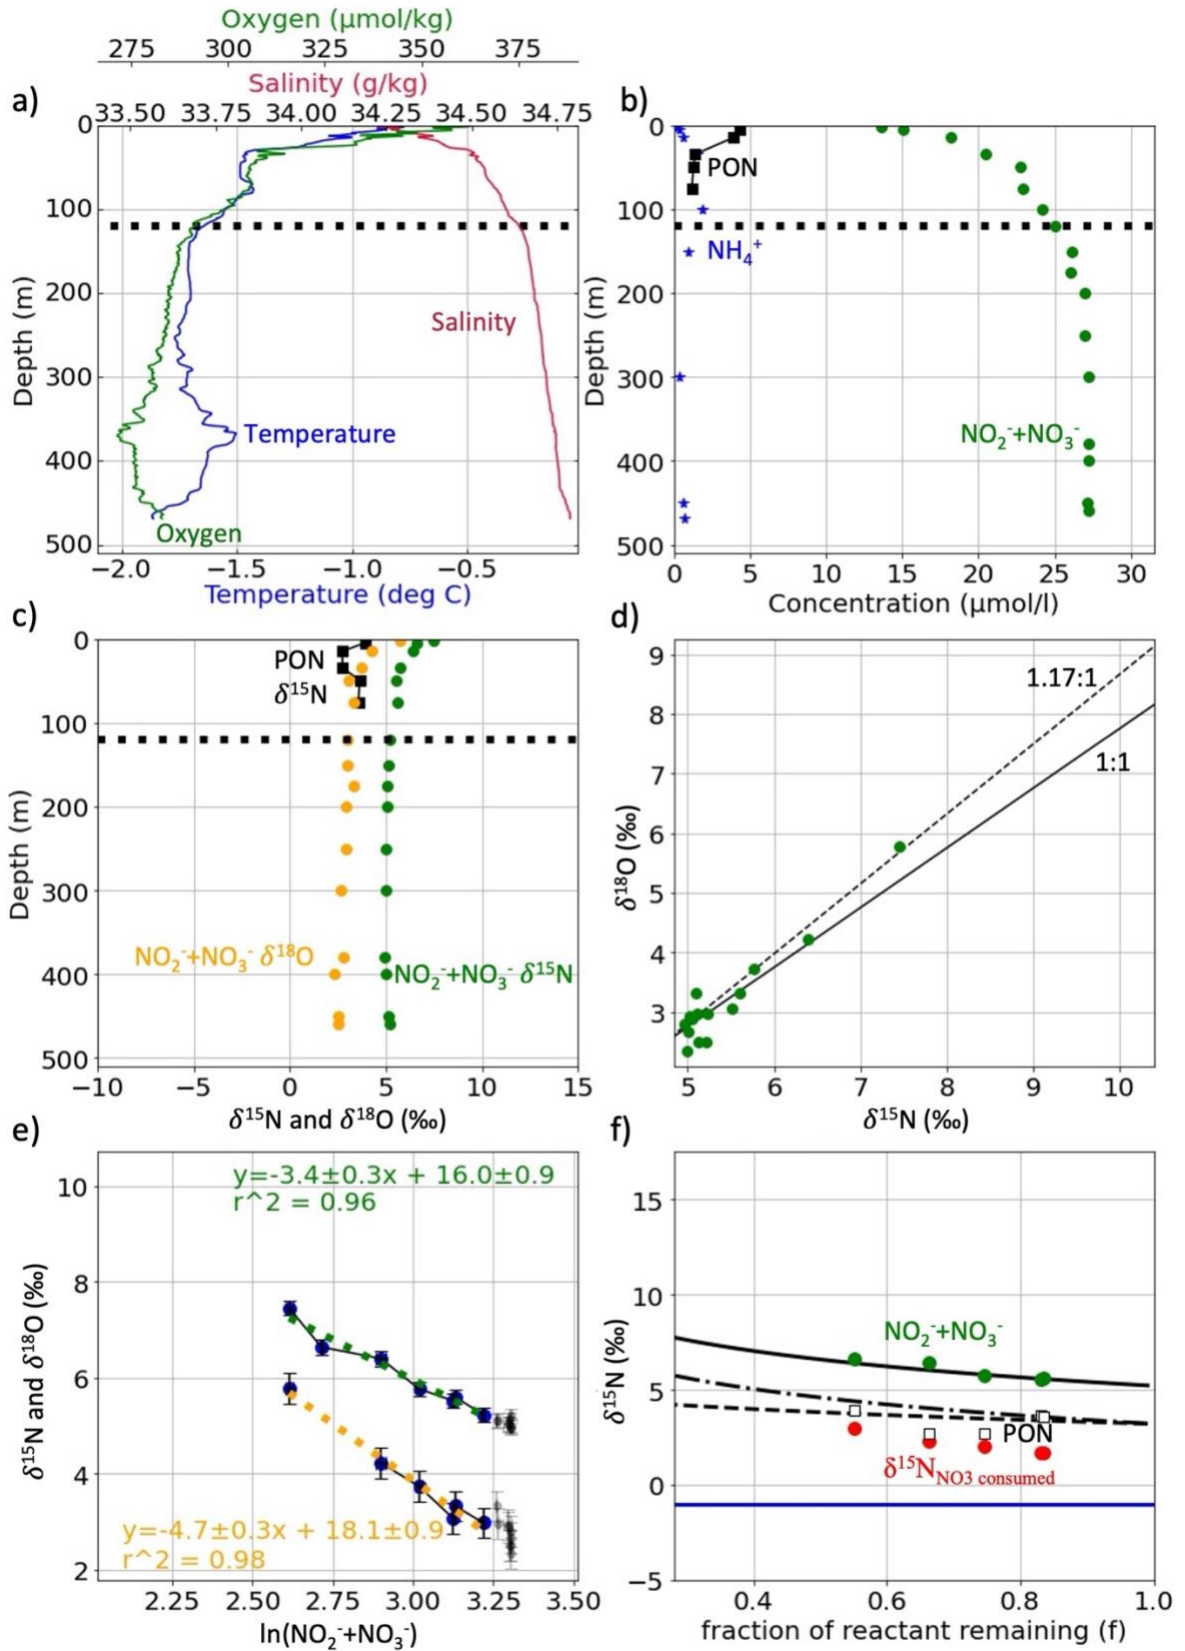 Oxygen (μmol/kg)
275 300 325 350 375
Salinity (g/kg)
a)
33.50 33.75 34.00 34.25 34.50 34.75
0
100
200
300
400
500
Depth (m)
Salinity
Temperature
Oxygen
−2.0 −1.5 −1.0 −0.5
Temperature (deg C)
b)
0
100
200
300
400
500
Depth (m)
PON
NH₄⁺
NO₂⁻+NO₃⁻
0 5 10 15 20 25 30
Concentration (μmol/l)
c)
0
100
200
300
400
500
Depth (m)
PON
δ¹⁵N
NO₂⁻+NO₃⁻ δ¹⁸O
NO₂⁻+NO₃⁻ δ¹⁵N
−10 −5 0 5 10 15
δ¹⁵N and δ¹⁸O (‰)
d)
9
8
7
6
5
4
3
δ¹⁸O (‰)
1.17:1
1:1
5 6 7 8 9 10
δ¹⁵N (‰)
e)
10
8
6
4
2
δ¹⁵N and δ¹⁸O (‰)
y=-3.4±0.3x + 16.0±0.9
r^2 = 0.96
y=-4.7±0.3x + 18.1±0.9
r^2 = 0.98
2.25 2.50 2.75 3.00 3.25 3.50
ln(NO₂⁻+NO₃⁻)
f)
15
10
5
0
−5
δ¹⁵N (‰)
NO₂⁻+NO₃⁻
PON
δ¹⁵N_NO3 consumed
0.4 0.6 0.8 1.0
fraction of reactant remaining (f)